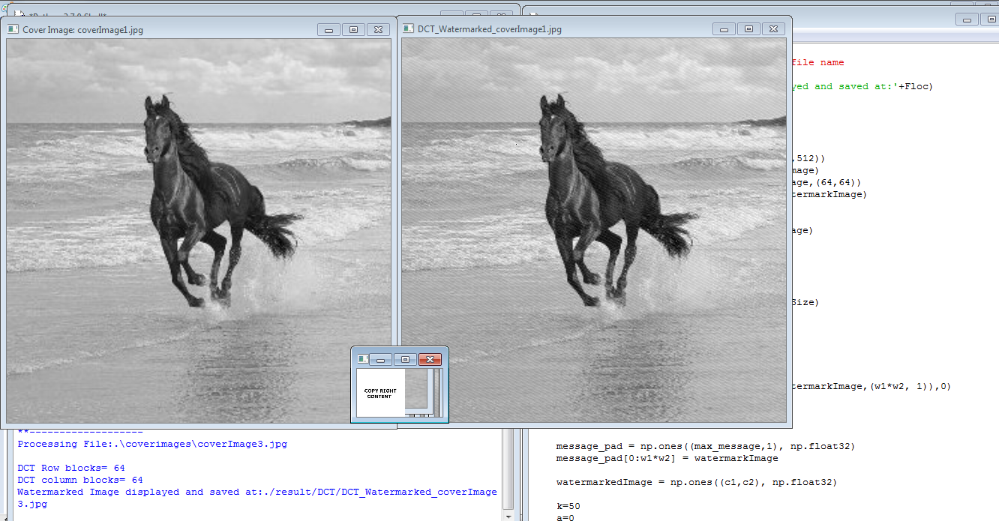 Cover Image: coverImage1.jpg
DCT_Watermarked_coverImage1.jpg
file name
yed and saved at:'+Floc)
,512))
mage)
age,(64,64))
termarkImage)
age)
Size)
COPY RIGHT
CONTENT
termarkImage,(w1*w2, 1)),0)
**-------------------
Processing File:.\coverimages\coverImage3.jpg
DCT Row blocks= 64
DCT column blocks= 64
Watermarked Image displayed and saved at:./result/DCT/DCT_Watermarked_coverImage
3.jpg
message_pad = np.ones((max_message,1), np.float32)
message_pad[0:w1*w2] = watermarkImage
watermarkedImage = np.ones((c1,c2), np.float32)
k=50
a=0